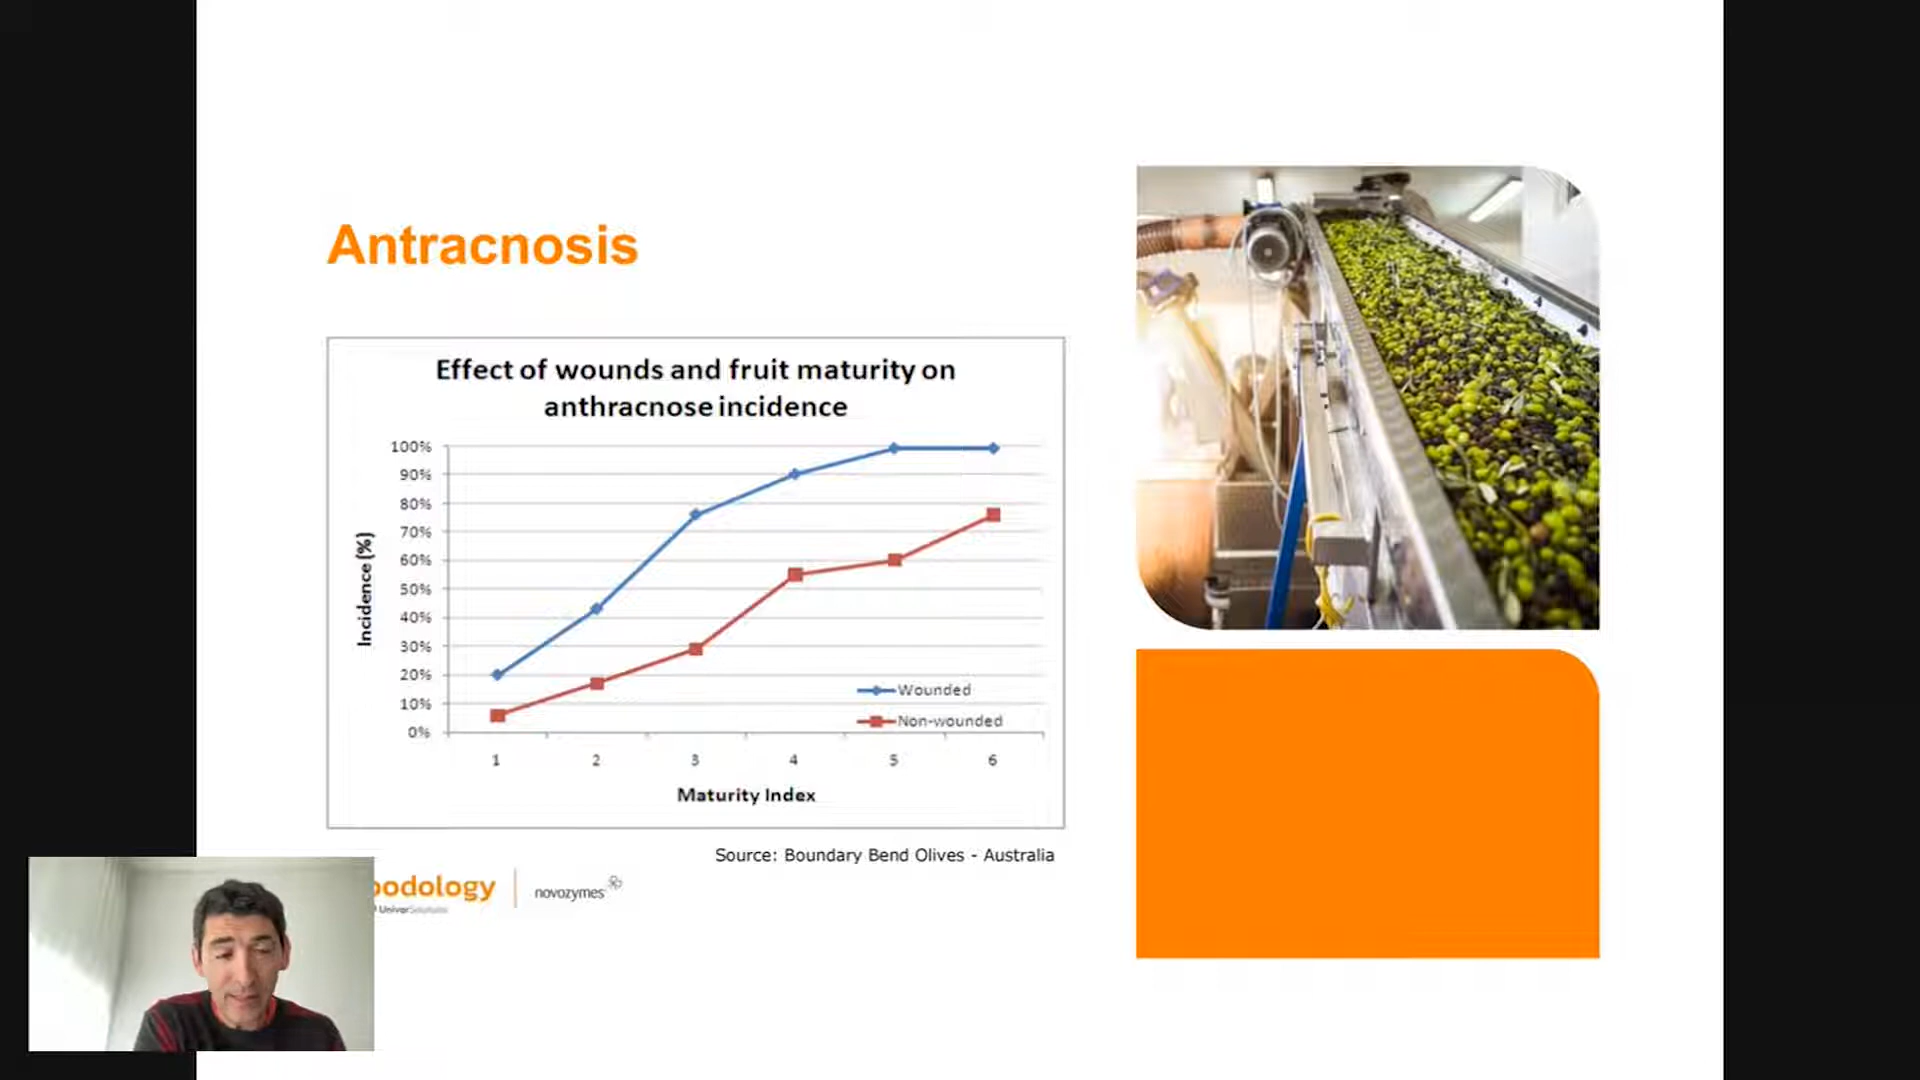 Antracnosis
Effect of wounds and fruit maturity on
anthracnose incidence
100%
90%
80%
70%
60%
50%
40%
30%
20%
10%
0%
Incidence (%)
Wounded
Non-wounded
1 2 3 4 5 6
Maturity Index
Source: Boundary Bend Olives - Australia
odology
novozymes
Univar Solutions